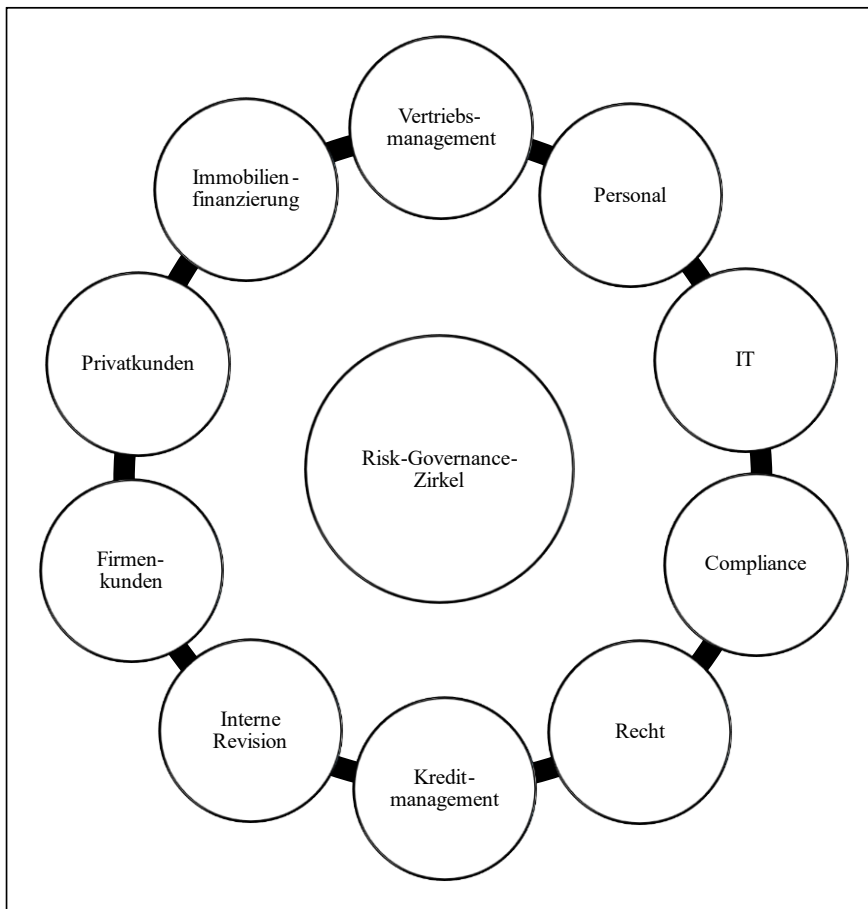 Vertriebs-
management
Personal
IT
Compliance
Recht
Kredit-
management
Interne
Revision
Firmen-
kunden
Privatkunden
Immobilien-
finanzierung
Risk-Governance-
Zirkel